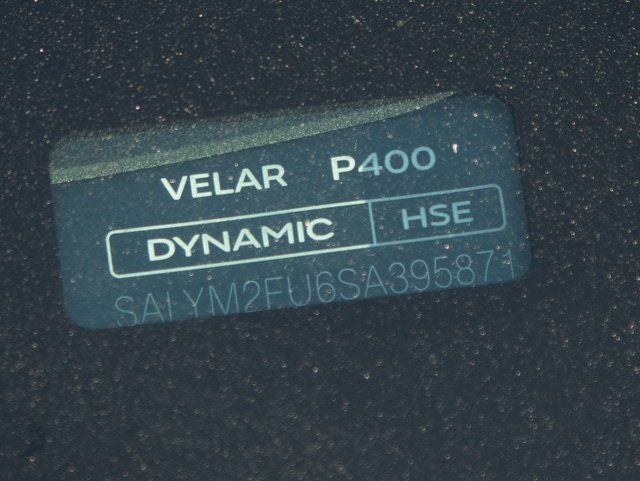 VELAR P400
DYNAMIC HSE
SALYM2FU6SA395871